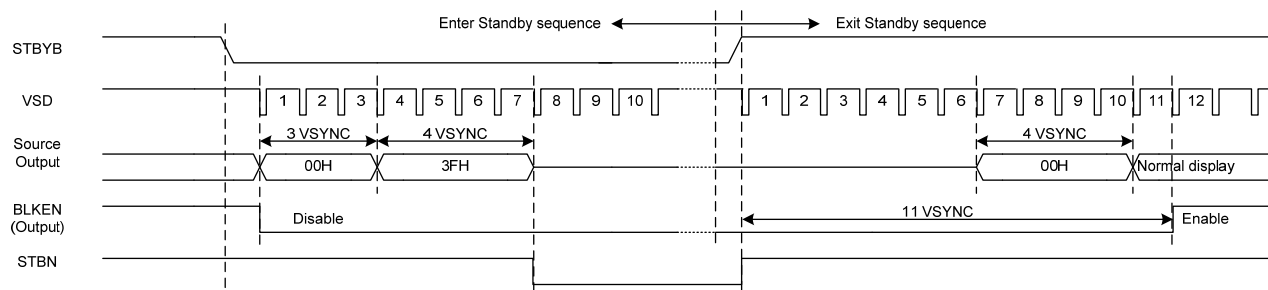 Enter Standby sequence Exit Standby sequence
STBYB
VSD 1 2 3 4 5 6 7 8 9 10 1 2 3 4 5 6 7 8 9 10 11 12
3 VSYNC 4 VSYNC 4 VSYNC
Source
Output
00H 3FH 00H Normal display
BLKEN
(Output)
Disable 11 VSYNC Enable
STBN